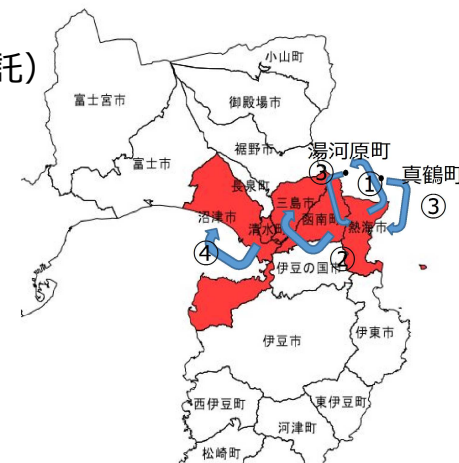 託）
小山町
富士宮市
御殿場市
裾野市
富士市
湯河原町
③
①
真鶴町
③
長泉町
三島市
沼津市
清水町
函南町
熱海市
④
②
伊豆の国市
伊豆市
伊東市
西伊豆町
東伊豆町
河津町
松崎町